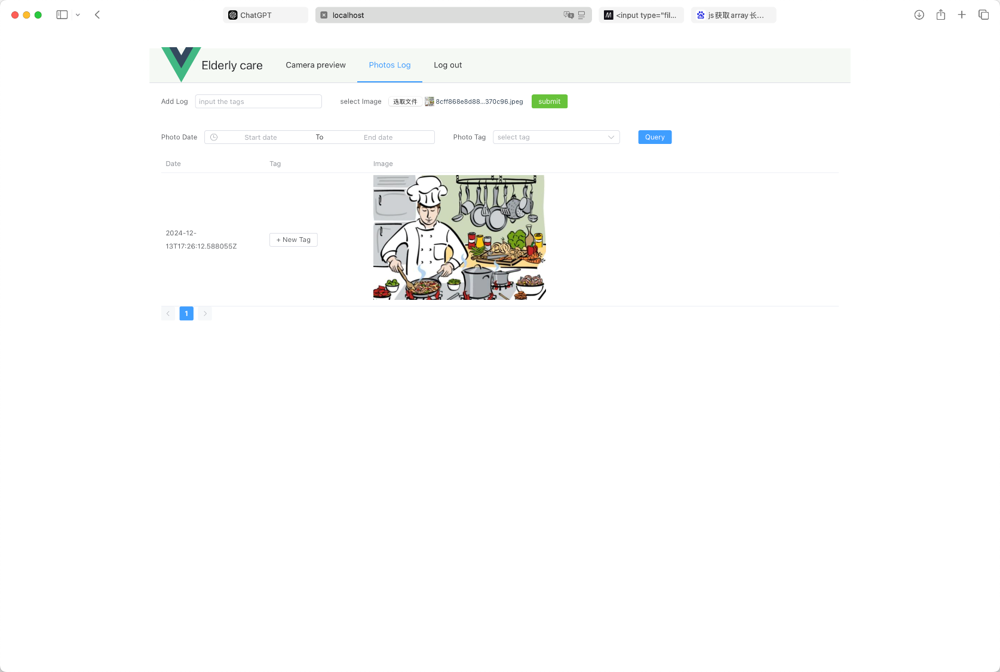 ChatGPT
localhost
<input type="fil...
js获取array长...
Elderly care
Camera preview
Photos Log
Log out
Add Log
input the tags
select Image
选取文件
8cff868e8d88...370c96.jpeg
submit
Photo Date
Start date
To
End date
Photo Tag
select tag
Query
Date
Tag
Image
2024-12-
13T17:26:12.588055Z
+ New Tag
1